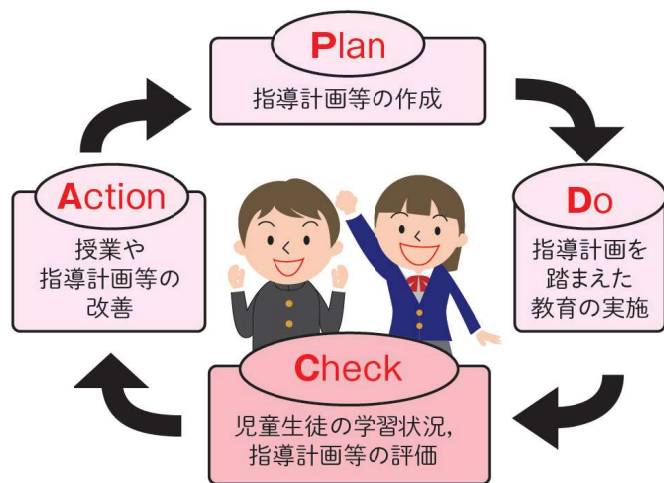 Plan
指導計画等の作成
Do
指導計画を
踏まえた
教育の実施
Check
児童生徒の学習状況,
指導計画等の評価
Action
授業や
指導計画等の
改善